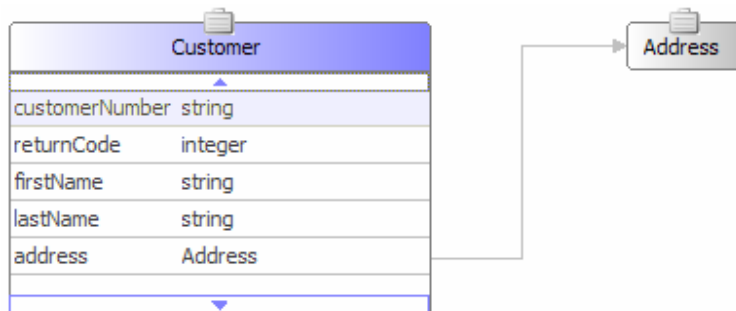 Customer
Address
customerNumber string
returnCode integer
firstName string
lastName string
address Address